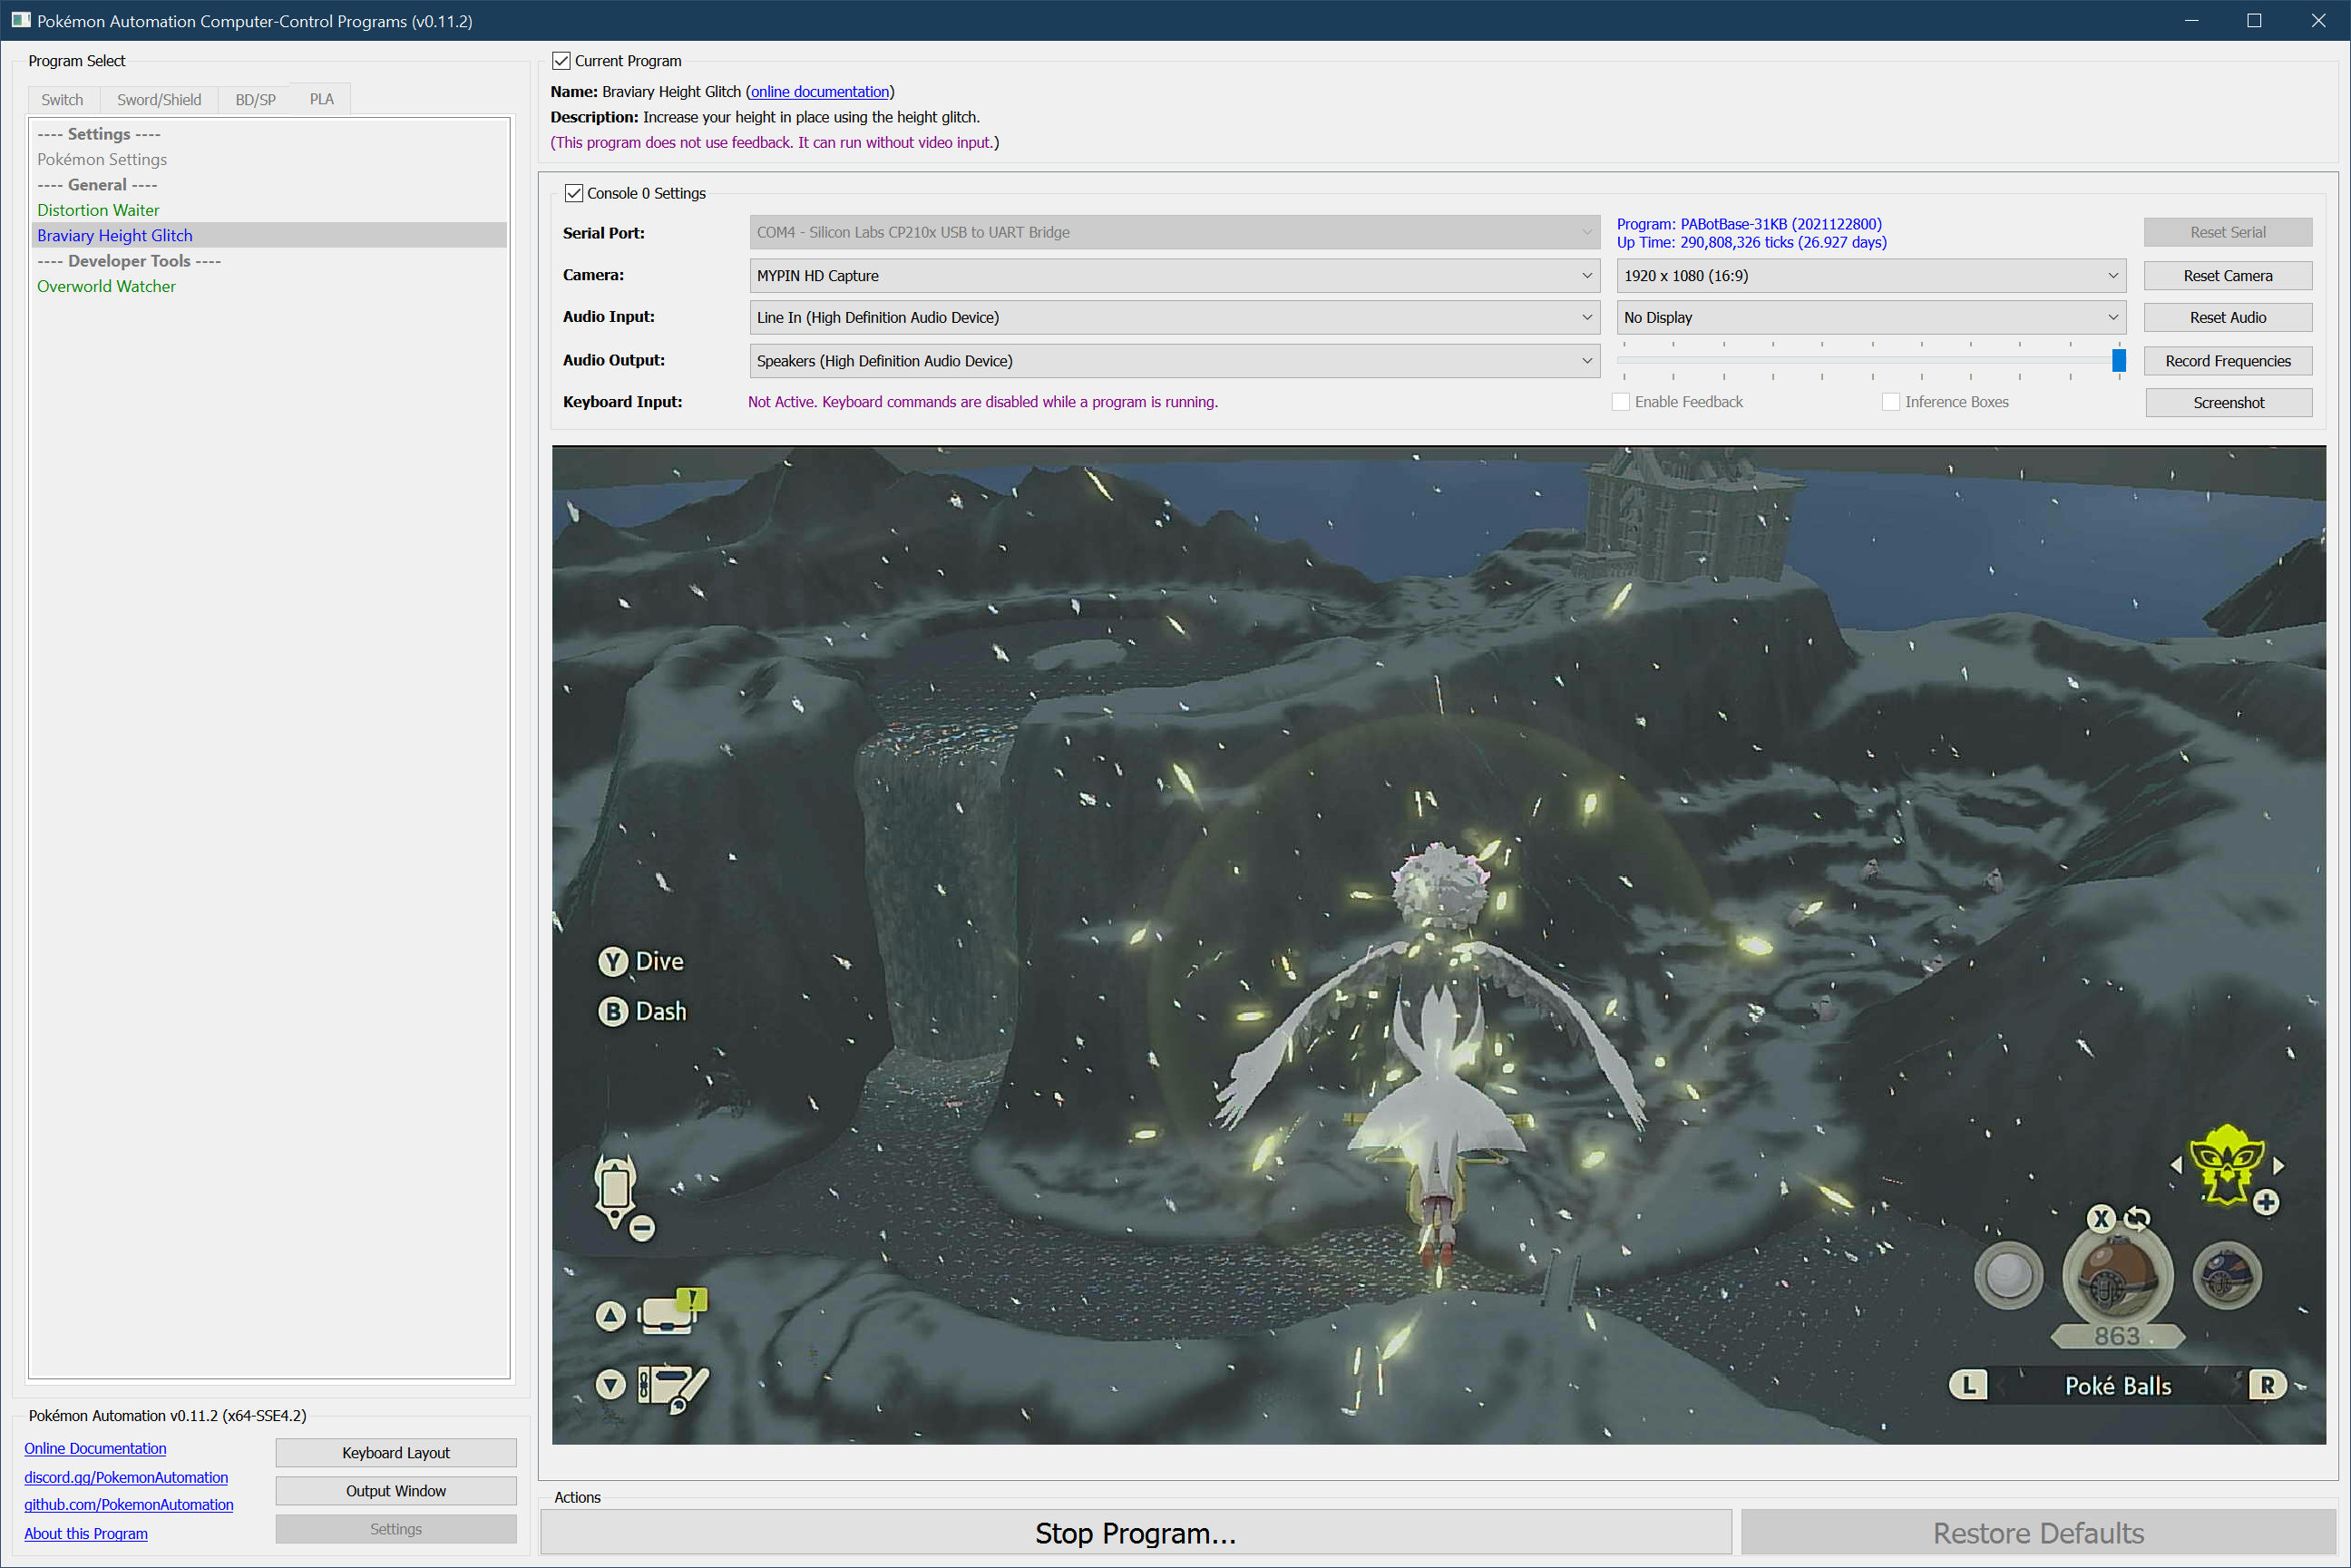 Pokémon Automation Computer-Control Programs (v0.11.2)
Program Select
Switch
Sword/Shield
BD/SP
PLA
---- Settings ----
Pokémon Settings
---- General ----
Distortion Waiter
Braviary Height Glitch
---- Developer Tools ----
Overworld Watcher
Pokémon Automation v0.11.2 (x64-SSE4.2)
Online Documentation
discord.gg/PokemonAutomation
github.com/PokemonAutomation
About this Program
Keyboard Layout
Output Window
Settings
Current Program
Name: Braviary Height Glitch (online documentation)
Description: Increase your height in place using the height glitch.
(This program does not use feedback. It can run without video input.)
Console 0 Settings
Serial Port:
COM4 - Silicon Labs CP210x USB to UART Bridge
Program: PABotBase-31KB (2021122800)
Up Time: 290,808,326 ticks (26.927 days)
Reset Serial
Camera:
MYPIN HD Capture
1920 x 1080 (16:9)
Reset Camera
Audio Input:
Line In (High Definition Audio Device)
No Display
Reset Audio
Audio Output:
Speakers (High Definition Audio Device)
Record Frequencies
Keyboard Input:
Not Active. Keyboard commands are disabled while a program is running.
Enable Feedback
Inference Boxes
Screenshot
Y Dive
B Dash
X
863
L Poké Balls R
Actions
Stop Program...
Restore Defaults